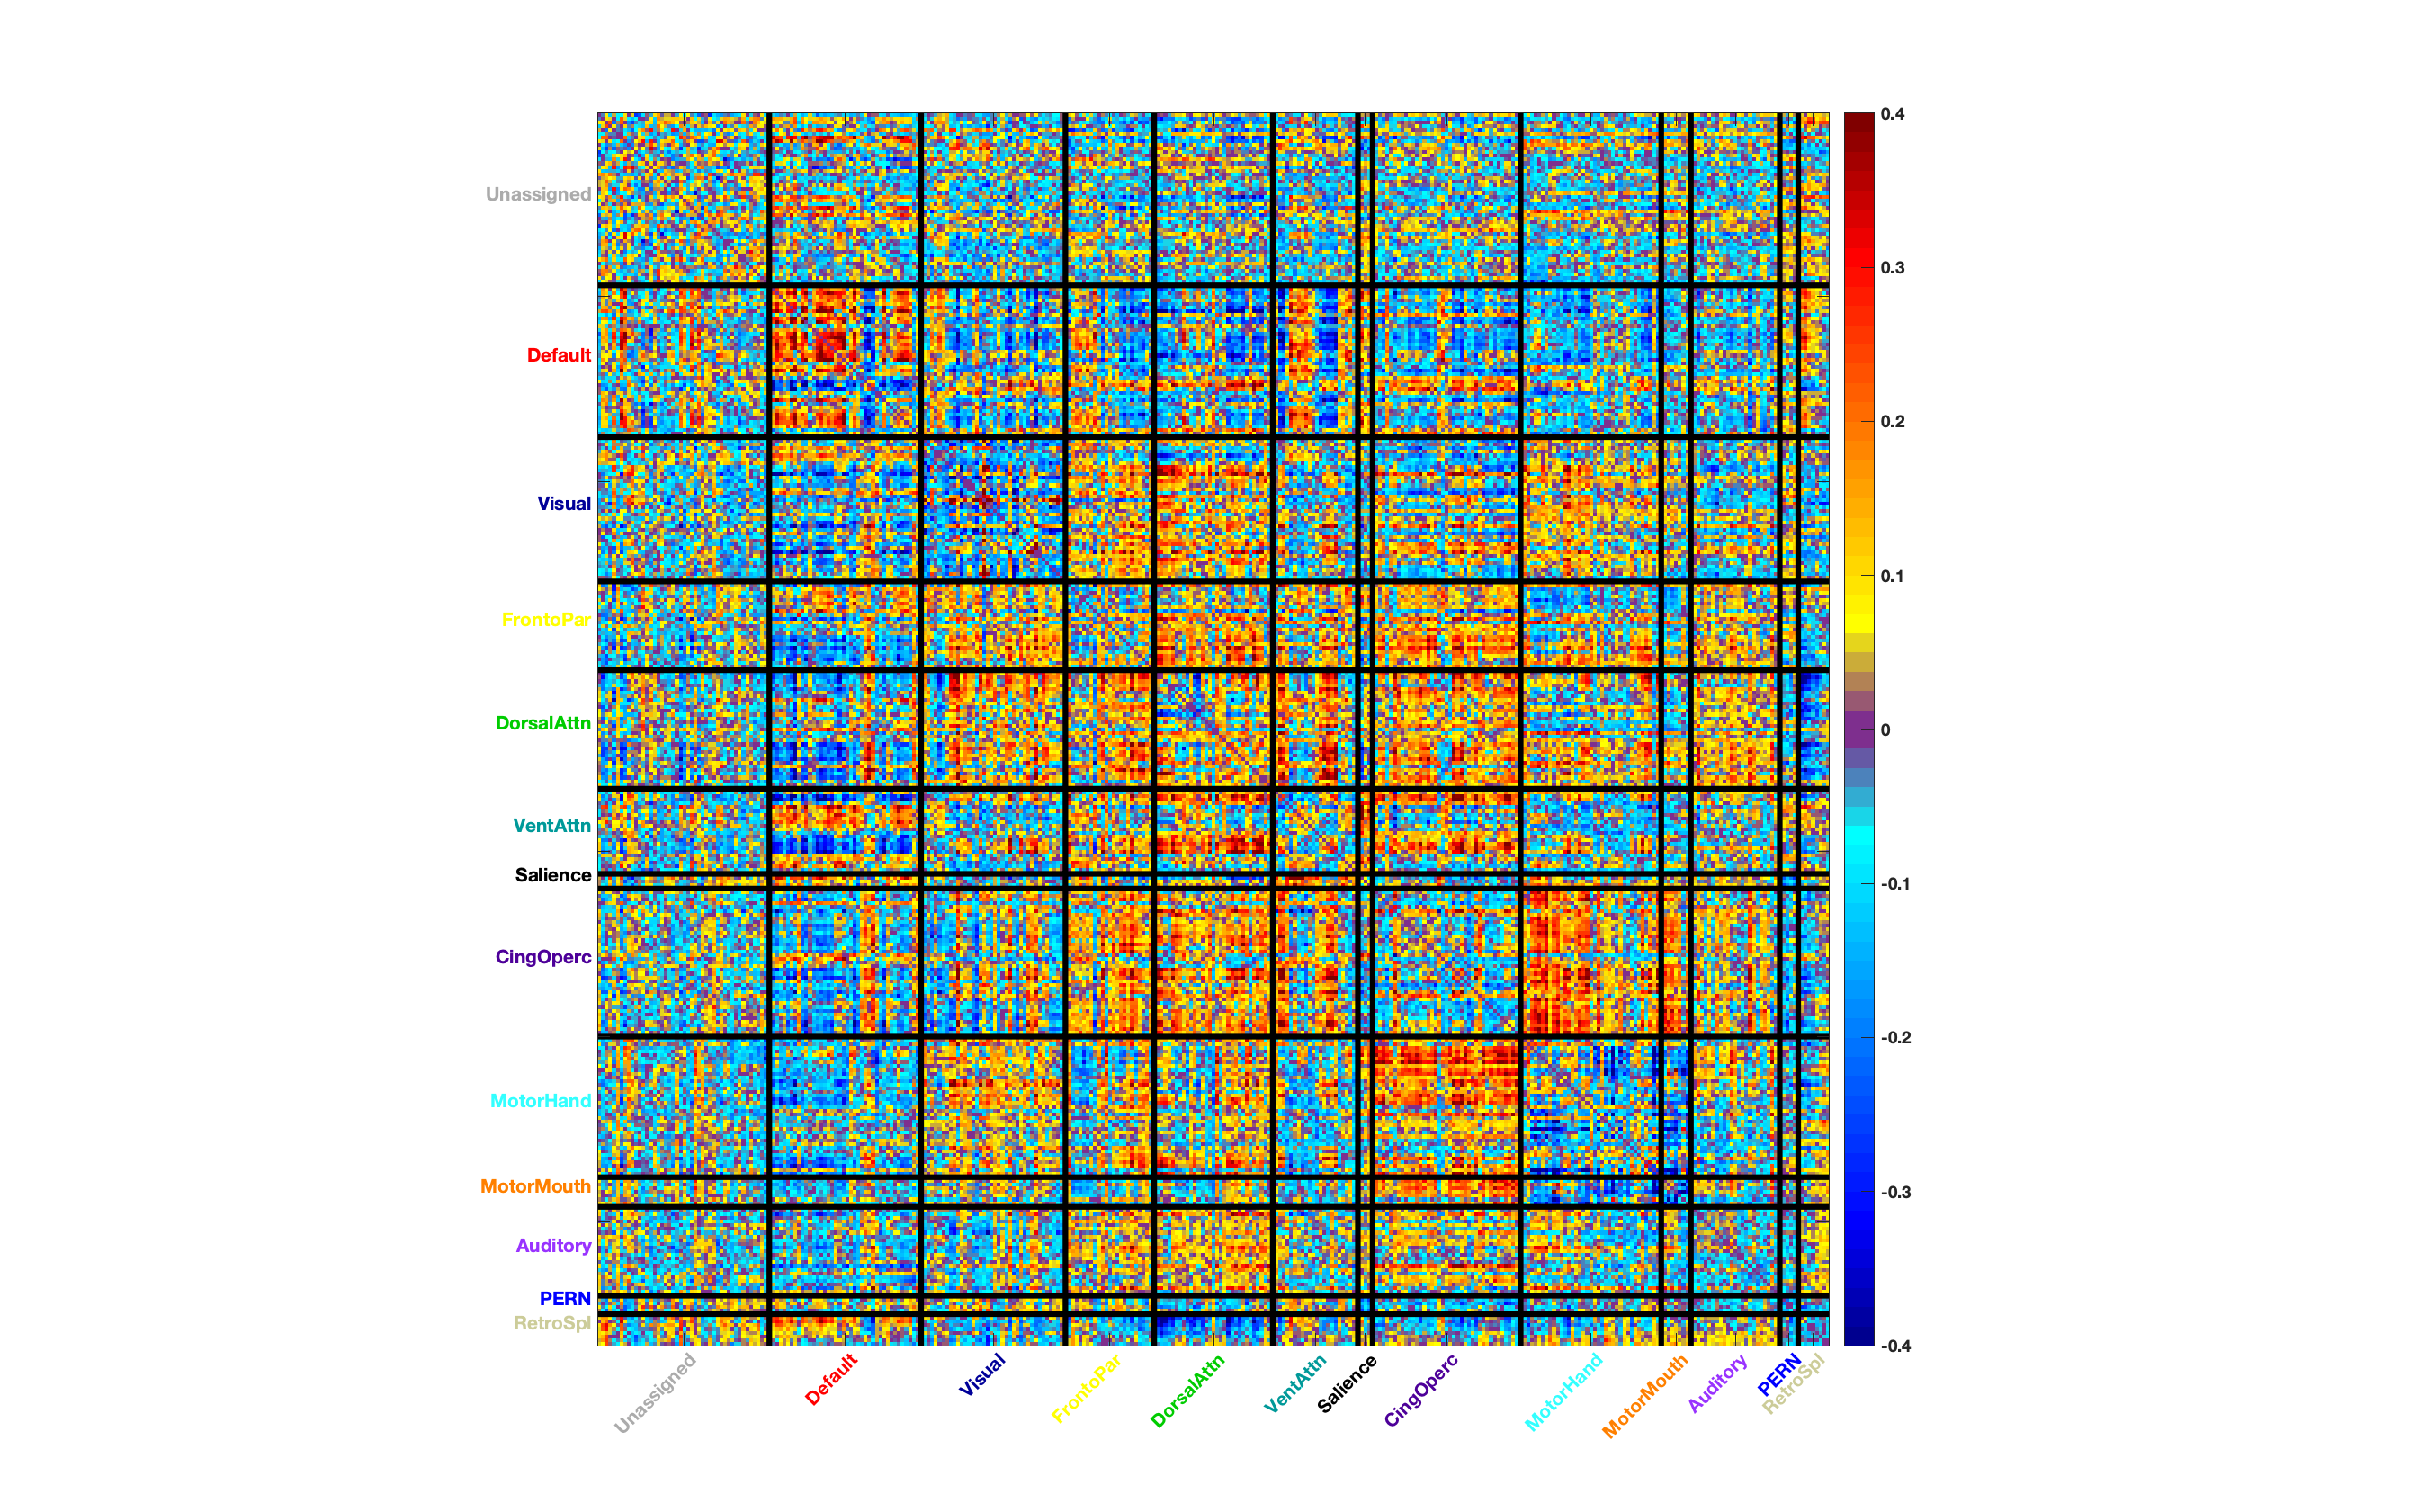 Unassigned
Default
Visual
FrontoPar
DorsalAttn
VentAttn
Salience
CingOperc
MotorHand
MotorMouth
Auditory
PERN
RetroSpl
0.4
0.3
0.2
0.1
0
-0.1
-0.2
-0.3
-0.4
Unassigned
Default
Visual
FrontoPar
DorsalAttn
VentAttn
Salience
CingOperc
MotorHand
MotorMouth
Auditory
PERN
RetroSpl